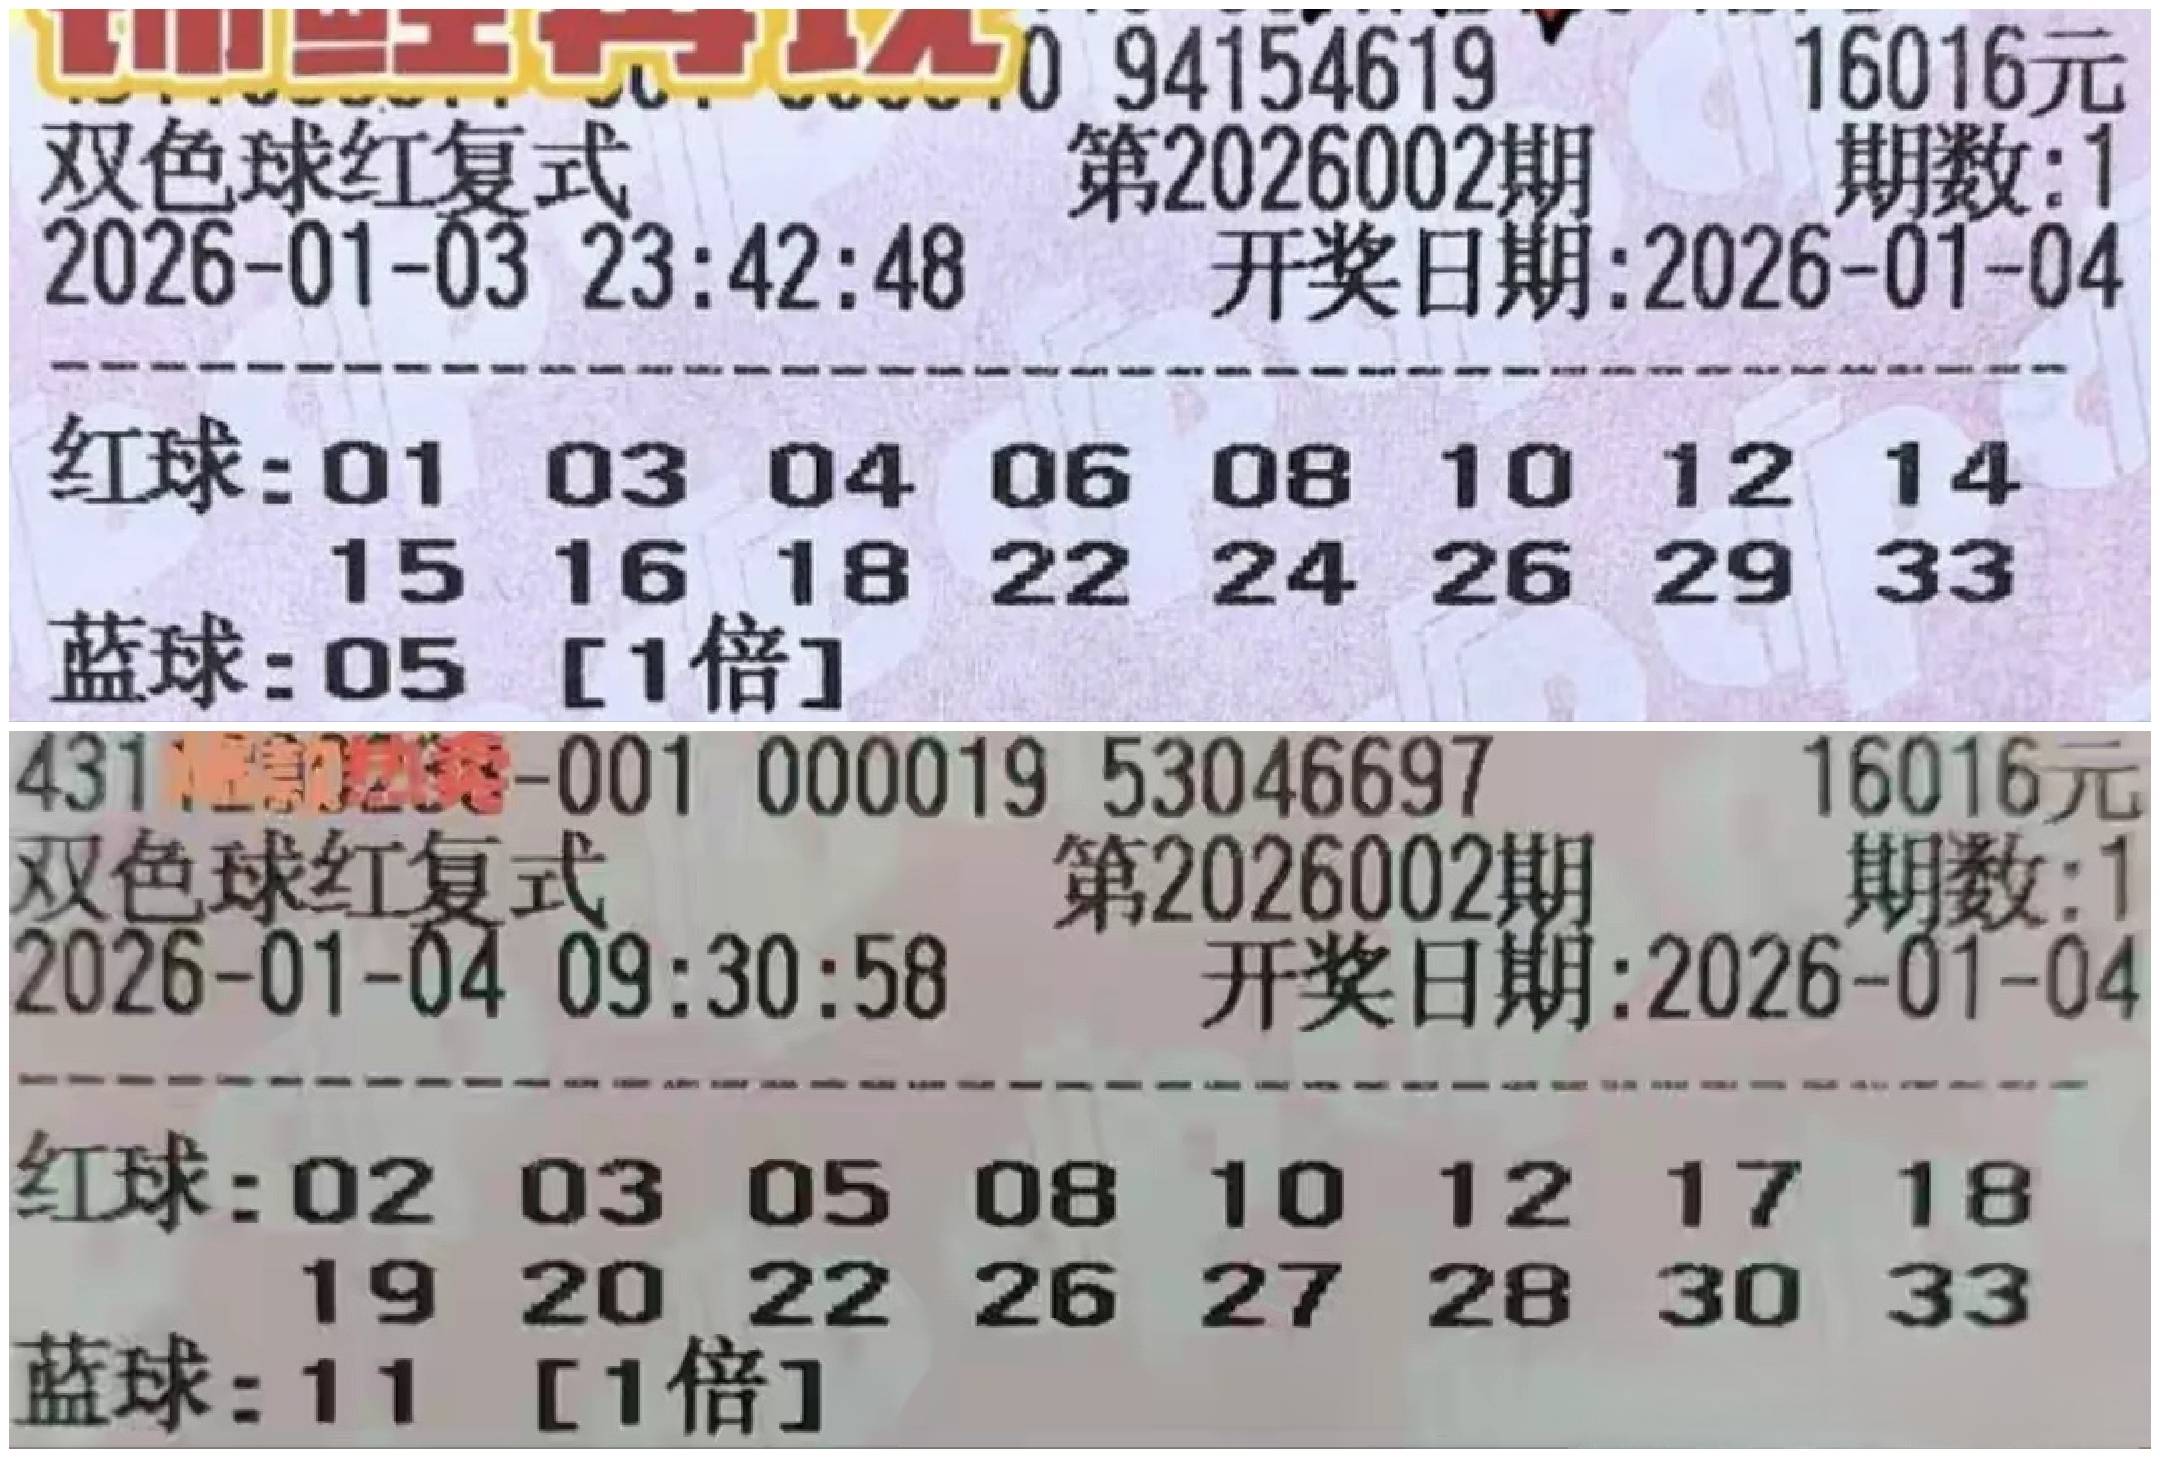 94154619 16016元
双色球红复式 第2026002期 期数:1
2026-01-03 23:42:48 开奖日期:2026-01-04
红球:01 03 04 06 08 10 12 14
15 16 18 22 24 26 29 33
蓝球:05 [1倍]
431 -001 000019 53046697 16016元
双色球红复式 第2026002期 期数:1
2026-01-04 09:30:58 开奖日期:2026-01-04
红球:02 03 05 08 10 12 17 18
19 20 22 26 27 28 30 33
蓝球:11 [1倍]